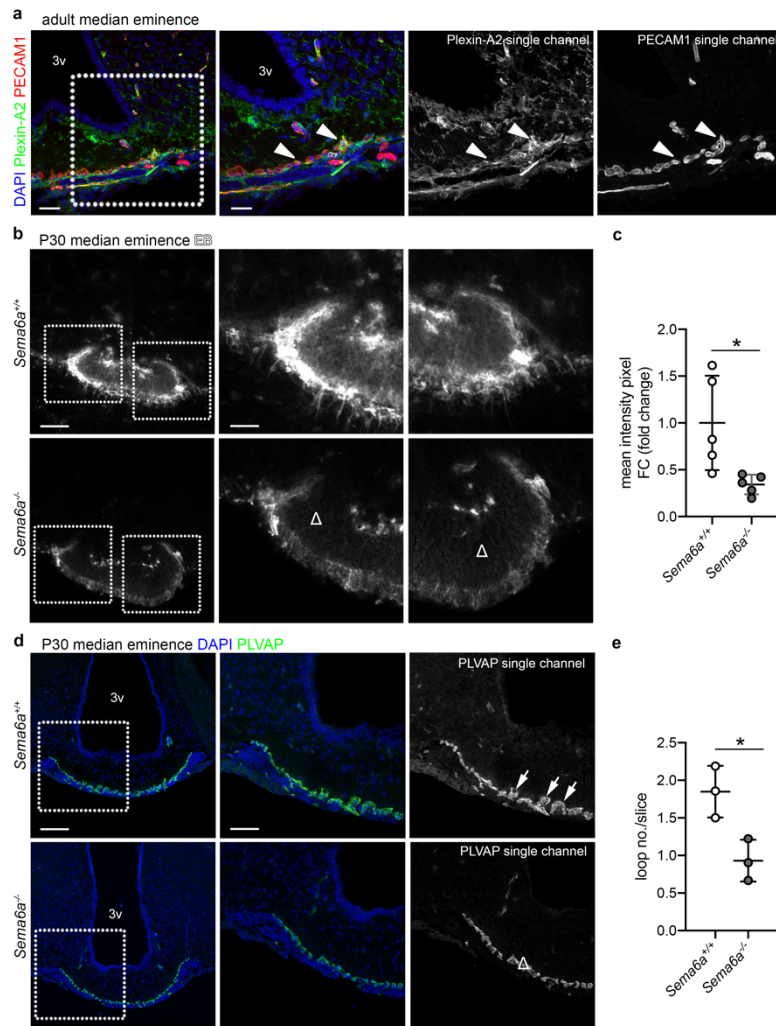 a adult median eminence
DAPI Plexin-A2 PECAM1
3v
3v
Plexin-A2 single channel
PECAM1 single channel
b P30 median eminence EB
Sema6a+/+
Sema6a-/-
Δ
Δ
c
mean intensity pixel
FC (fold change)
2.0
1.5
1.0
0.5
0.0
*
Sema6a+/+
Sema6a-/-
d P30 median eminence DAPI PLVAP
Sema6a+/+
3v
PLVAP single channel
Sema6a-/-
3v
PLVAP single channel
Δ
e
loop no./slice
2.5
2.0
1.5
1.0
0.5
0.0
*
Sema6a+/+
Sema6a-/-